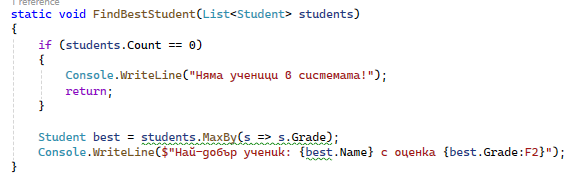 1 reference
static void FindBestStudent(List<Student> students)
{
if (students.Count == 0)
{
Console.WriteLine("Няма ученици в системата!");
return;
}
Student best = students.MaxBy(s => s.Grade);
Console.WriteLine($"Най-добър ученик: {best.Name} с оценка {best.Grade:F2}");
}